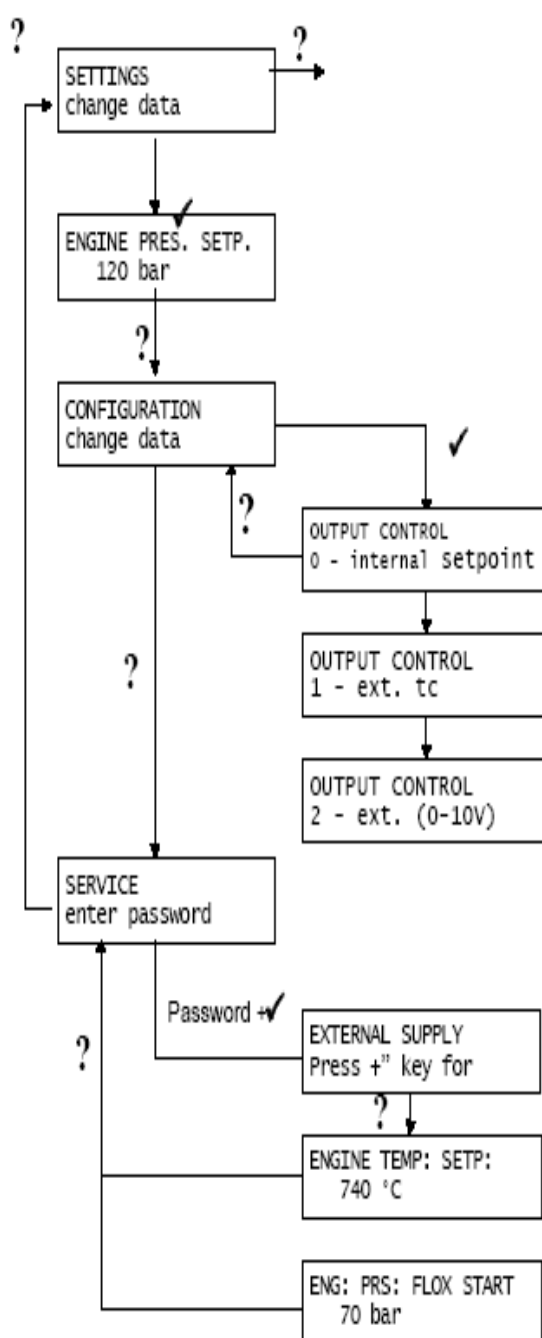 ?
?
SETTINGS
change data
✓
ENGINE PRES. SETP.
120 bar
?
CONFIGURATION
change data
✓
?
OUTPUT CONTROL
0 - internal setpoint
?
OUTPUT CONTROL
1 - ext. tc
OUTPUT CONTROL
2 - ext. (0-10V)
SERVICE
enter password
Password +✓
?
EXTERNAL SUPPLY
Press +” key for
?
ENGINE TEMP: SETP:
740 °C
ENG: PRS: FLOX START
70 bar